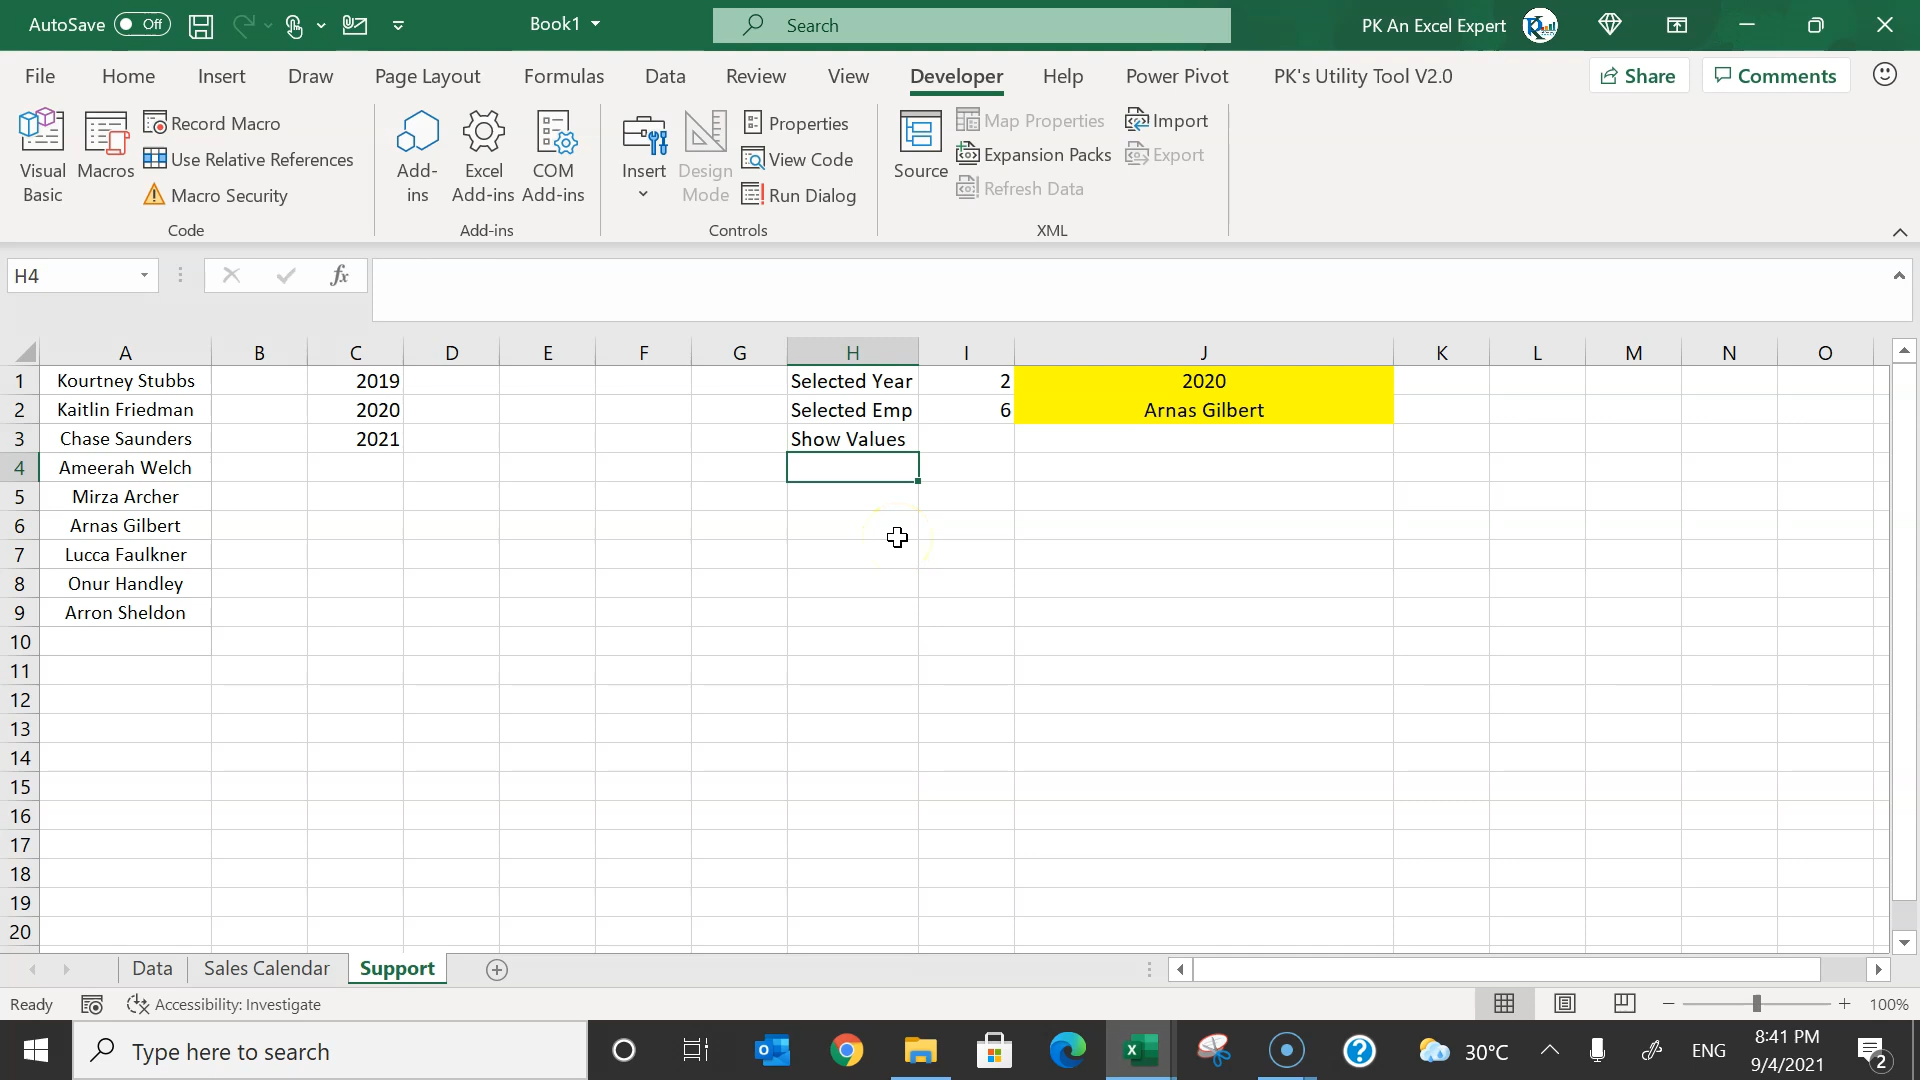 AutoSave Off Book1 Search PK An Excel Expert
File Home Insert Draw Page Layout Formulas Data Review View Developer Help Power Pivot PK's Utility Tool V2.0 Share Comments
Visual Basic
Macros
Record Macro
Use Relative References
Macro Security
Code
Add-ins
Excel Add-ins
COM Add-ins
Add-ins
Insert
Design Mode
Properties
View Code
Run Dialog
Controls
Source
Map Properties
Expansion Packs
Refresh Data
Import
Export
XML
H4 fx
A B C D E F G H I J K L M N O
1 Kourtney Stubbs 2019 Selected Year 2 2020
2 Kaitlin Friedman 2020 Selected Emp 6 Arnas Gilbert
3 Chase Saunders 2021 Show Values
4 Ameerah Welch
5 Mirza Archer
6 Arnas Gilbert
7 Lucca Faulkner
8 Onur Handley
9 Arron Sheldon
10
11
12
13
14
15
16
17
18
19
20
Data Sales Calendar Support
Ready Accessibility: Investigate 100%
Type here to search 30°C ENG 8:41 PM
9/4/2021 2